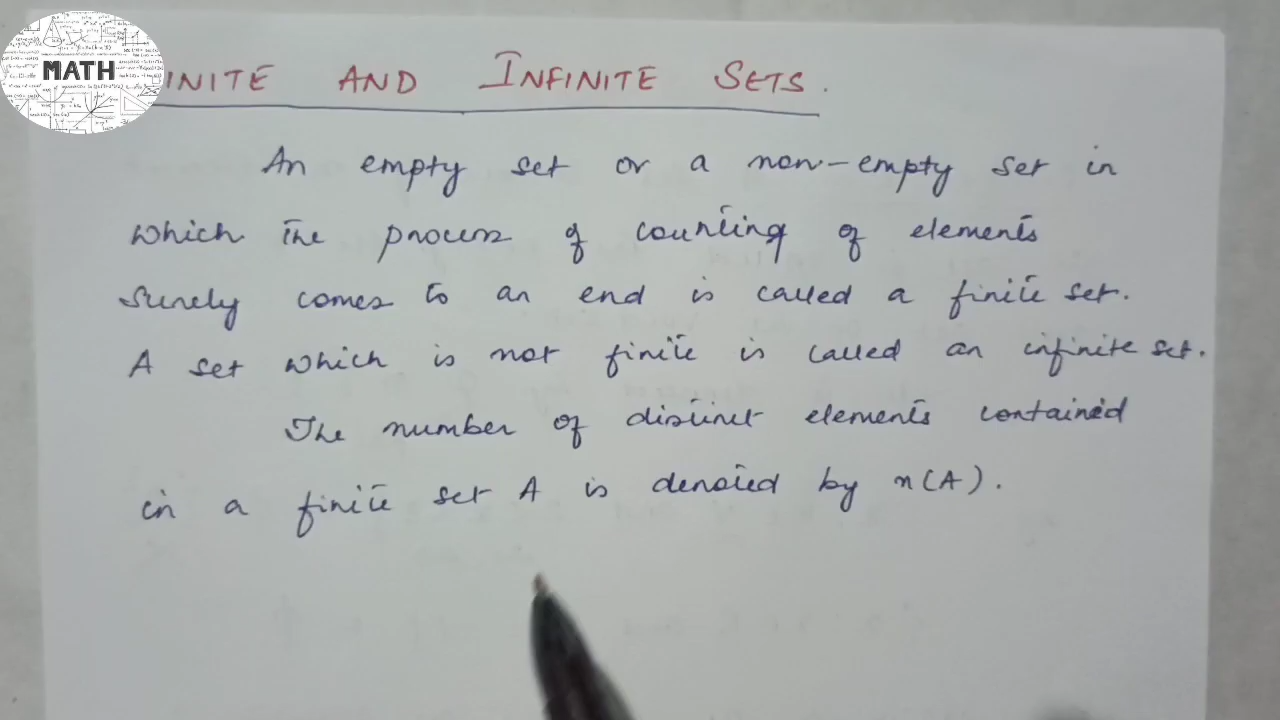 MATH
INITE AND INFINITE SETS.
An empty set or a non-empty set in
which the process of counting of elements
surely comes to an end is called a finite set.
A set which is not finite is called an infinite set.
The number of distinct elements contained
in a finite set A is denoted by n(A).